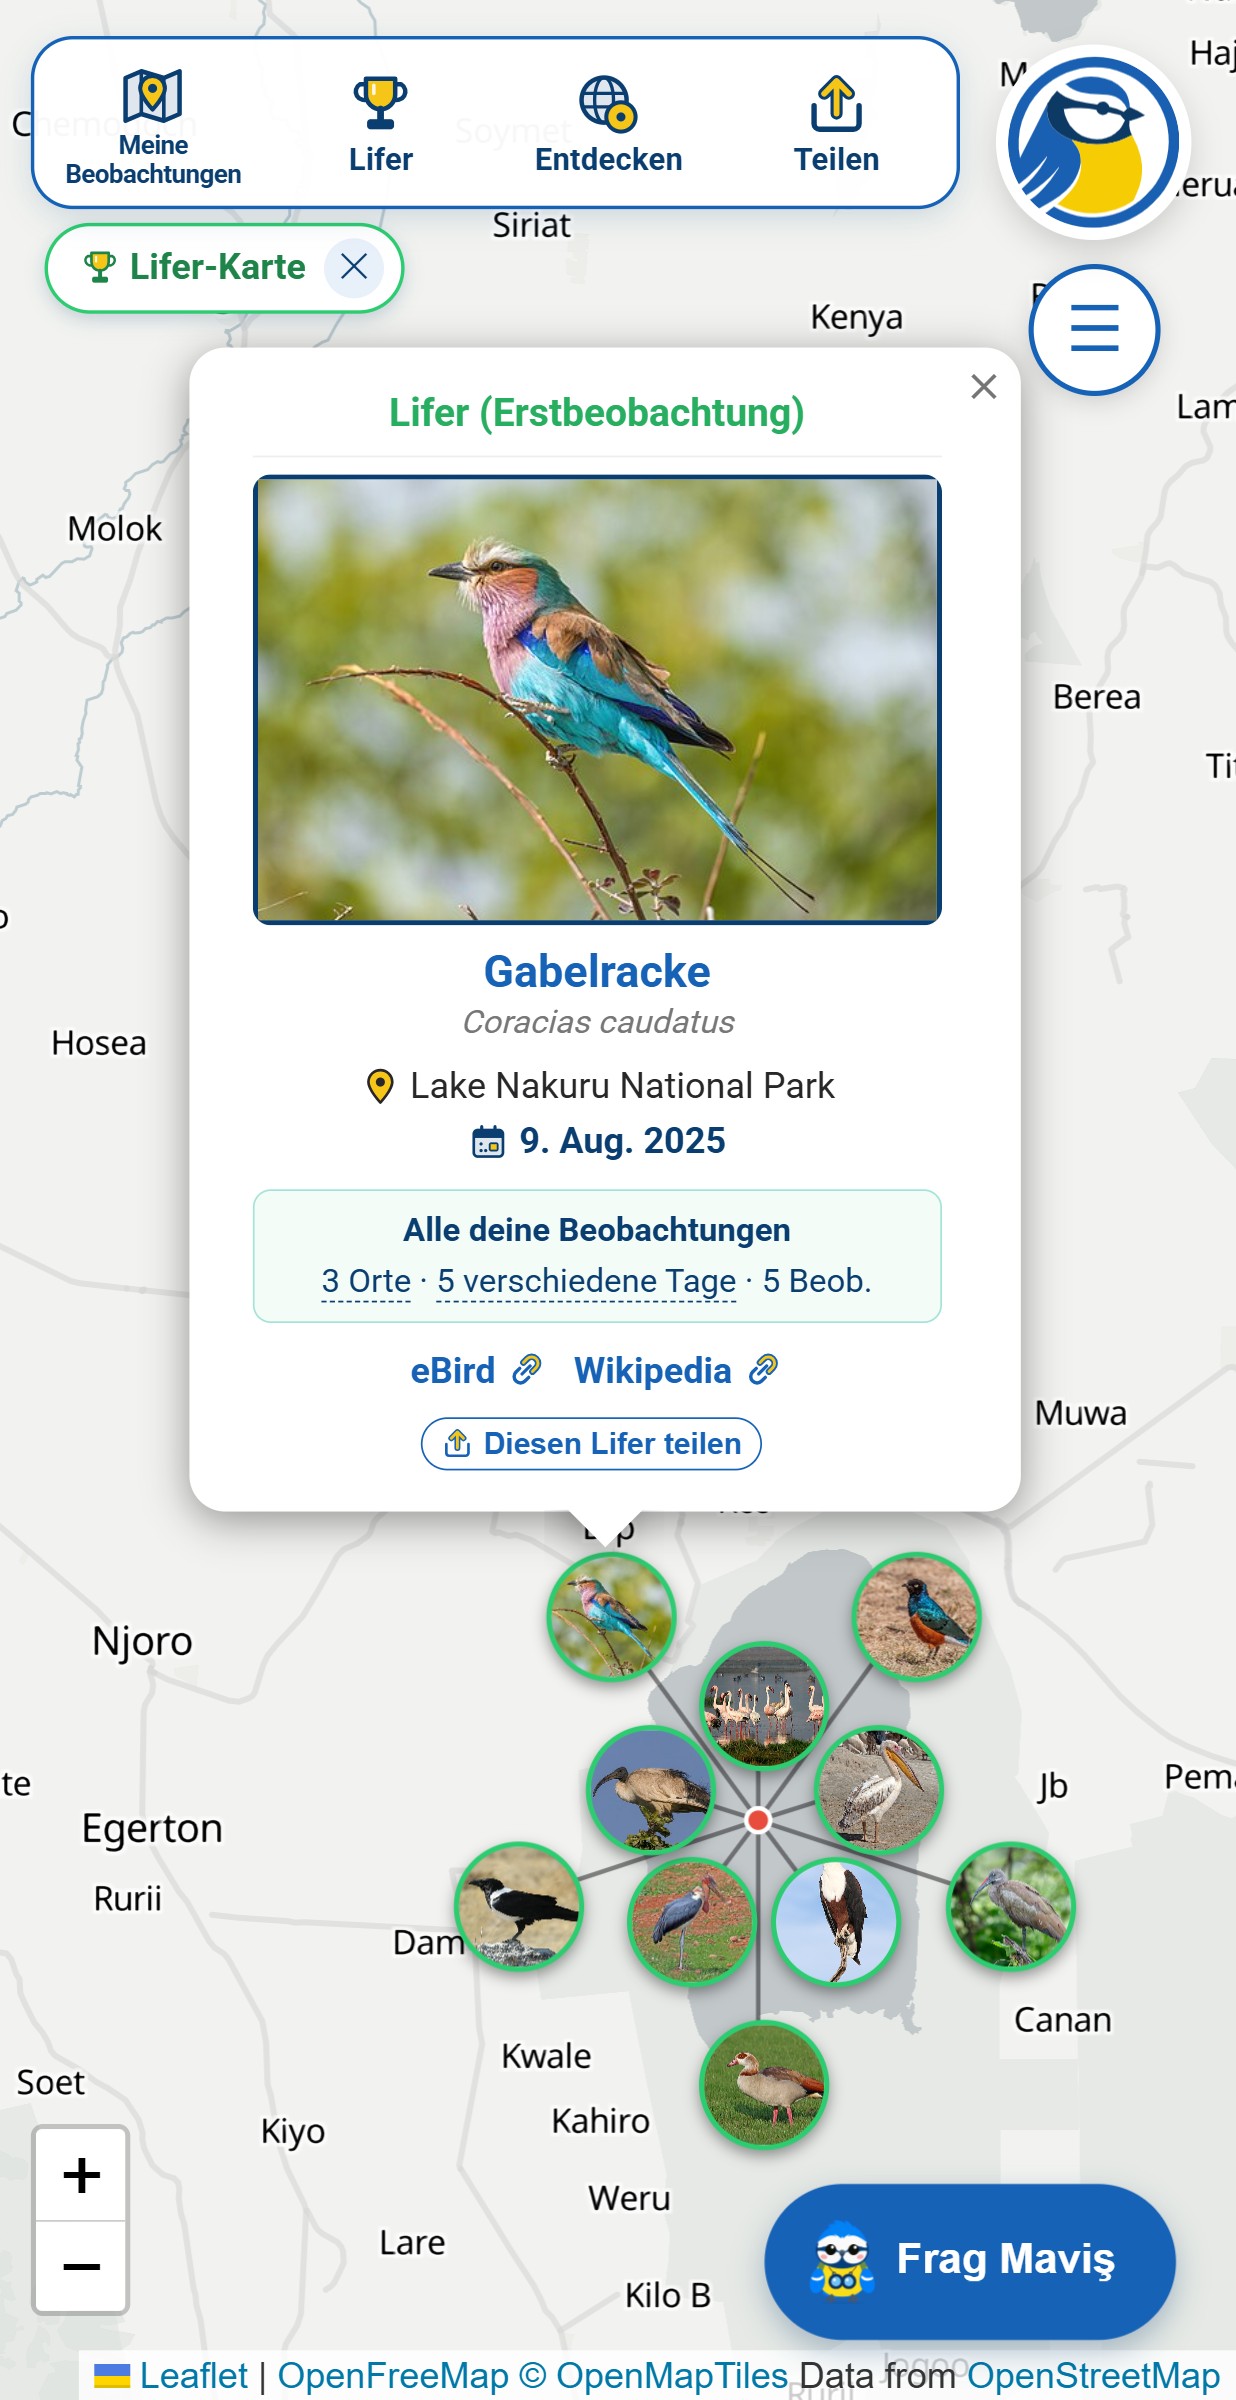 Meine
Beobachtungen
Lifer
Entdecken
Teilen
Soymet
Siriat
Lifer-Karte
Kenya
Lifer (Erstbeobachtung)
Molok
Berea
Gabelracke
Coracias caudatus
Hosea
Lake Nakuru National Park
9. Aug. 2025
Alle deine Beobachtungen
3 Orte · 5 verschiedene Tage · 5 Beob.
eBird Wikipedia
Muwa
Diesen Lifer teilen
Njoro
Jb
Egerton
Rurii
Dam
Canan
Kwale
Soet
Kahiro
Kiyo
Weru
Lare
Kilo B
+
−
Frag Maviş
Leaflet | OpenFreeMap © OpenMapTiles Data from OpenStreetMap